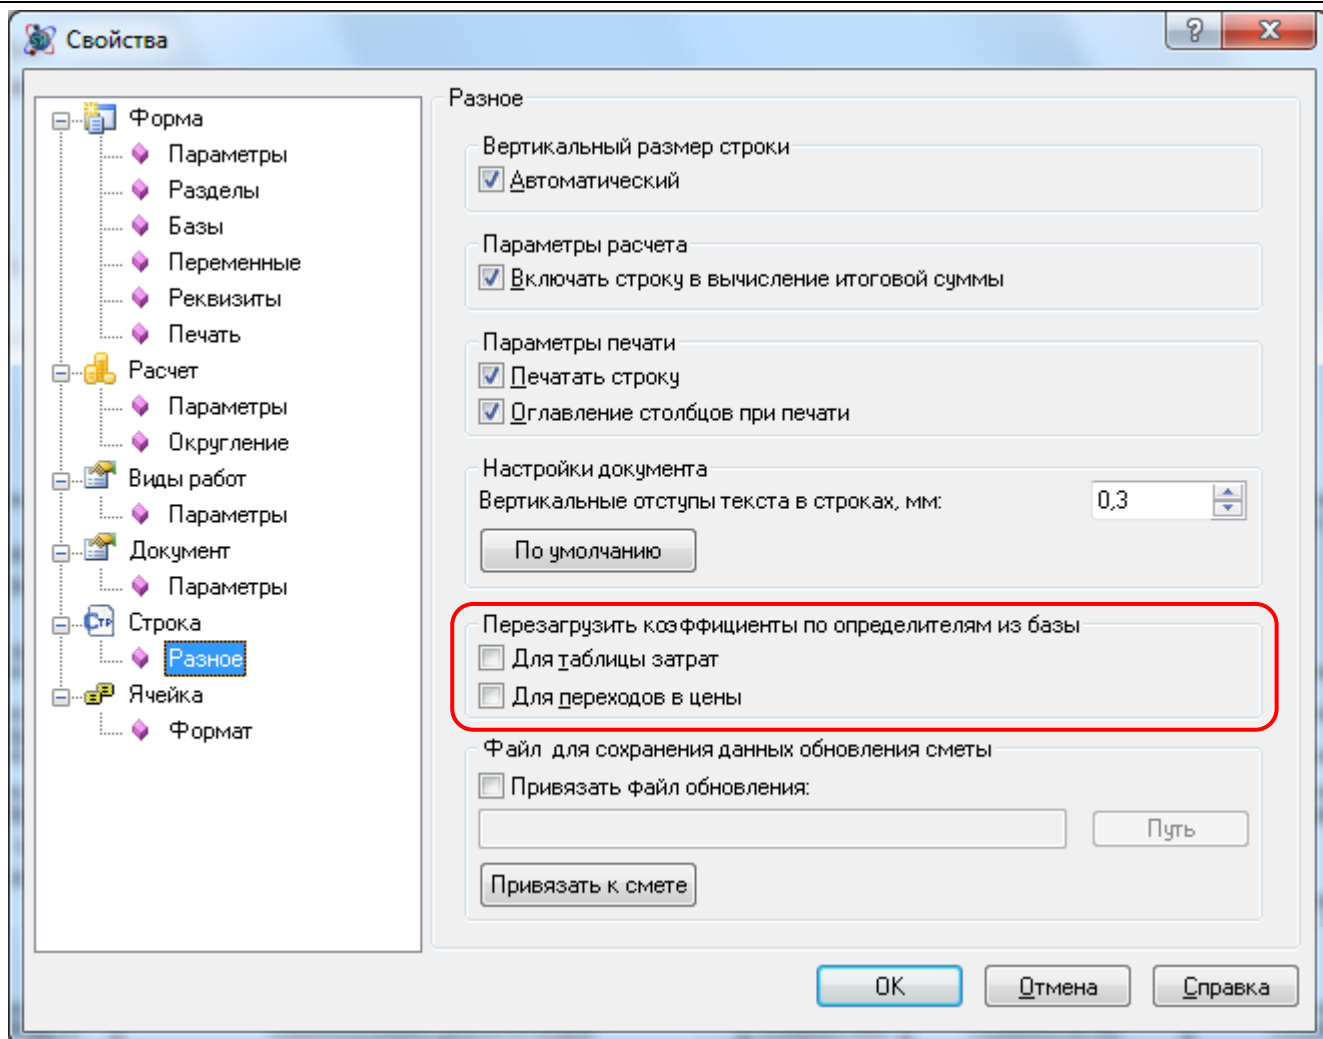 Свойства
Форма
Параметры
Разделы
Базы
Переменные
Реквизиты
Печать
Расчет
Параметры
Округление
Виды работ
Параметры
Документ
Параметры
Стр Строка
Разное
Ячейка
Формат
Разное
Вертикальный размер строки
Автоматический
Параметры расчета
Включать строку в вычисление итоговой суммы
Параметры печати
Печатать строку
Оглавление столбцов при печати
Настройки документа
Вертикальные отступы текста в строках, мм: 0,3
По умолчанию
Перезагрузить коэффициенты по определителям из базы
Для таблицы затрат
Для переходов в цены
Файл для сохранения данных обновления сметы
Привязать файл обновления:
Путь
Привязать к смете
OK Отмена Справка